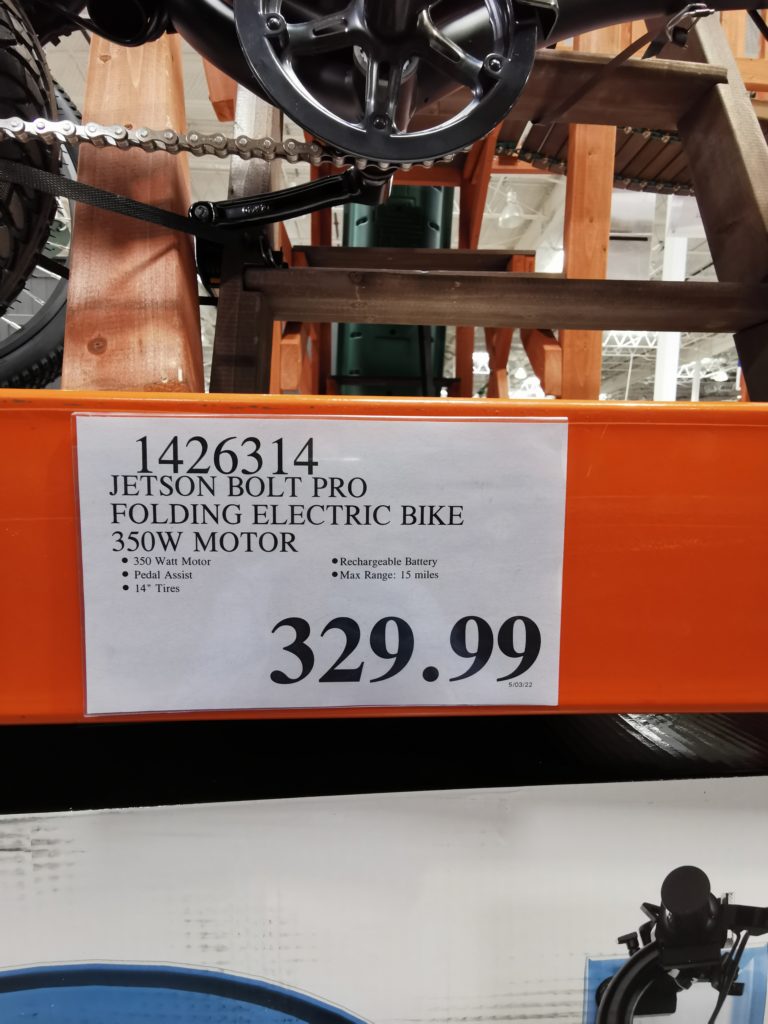 1426314
JETSON BOLT PRO
FOLDING ELECTRIC BIKE
350W MOTOR
● 350 Watt Motor
● Pedal Assist
● 14" Tires
● Rechargeable Battery
● Max Range: 15 miles
329.99
5/03/22